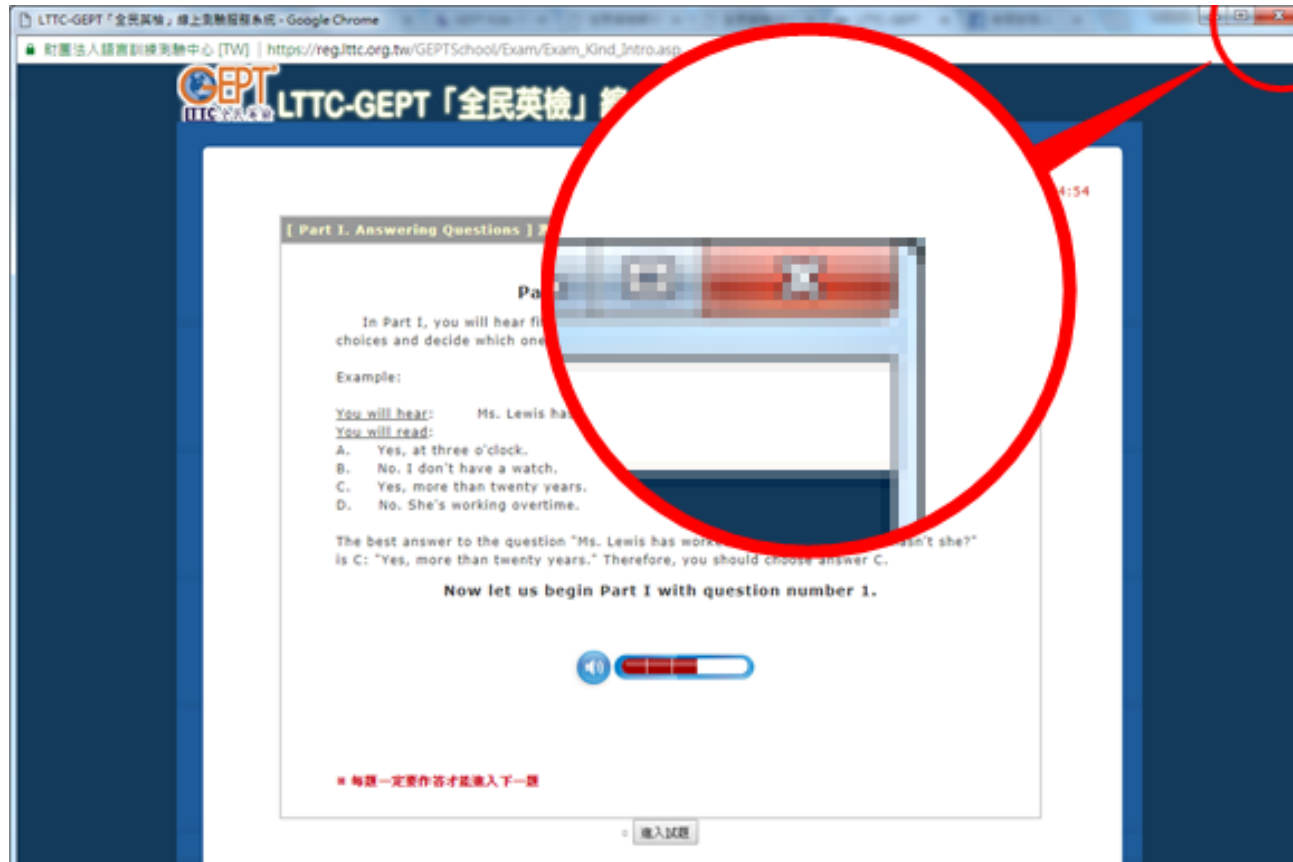 LTTC-GEPT「全民英檢」線上測驗服務系統 - Google Chrome
財團法人語言訓練測驗中心 [TW] | https://reg.lttc.org.tw/GEPTSchool/Exam/Exam_Kind_Intro.asp
GEPT
LTTC-GEPT「全民英檢」線
4:54
[ Part I. Answering Questions ]
Pa
In Part I, you will hear fi
choices and decide which one
Example:
You will hear: Ms. Lewis has
You will read:
A. Yes, at three o'clock.
B. No. I don't have a watch.
C. Yes, more than twenty years.
D. No. She's working overtime.
The best answer to the question "Ms. Lewis has work asn't she?"
is C: "Yes, more than twenty years." Therefore, you should choose answer C.
Now let us begin Part I with question number 1.
※ 每題一定要作答才能進入下一題
進入試題